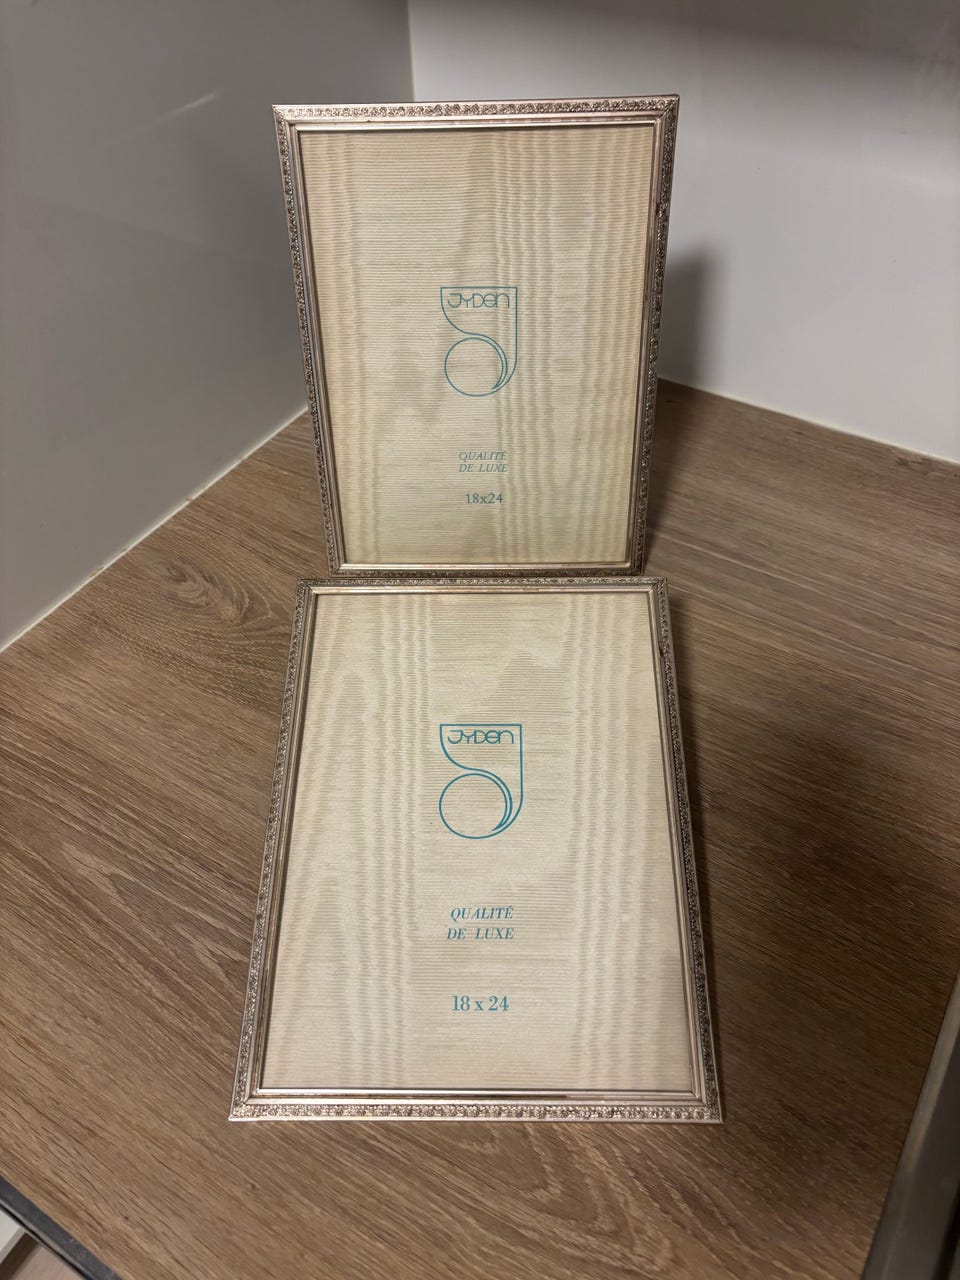 JYDEN
QUALITÉ
DE LUXE
18x24
JYDEN
QUALITÉ
DE LUXE
18 x 24